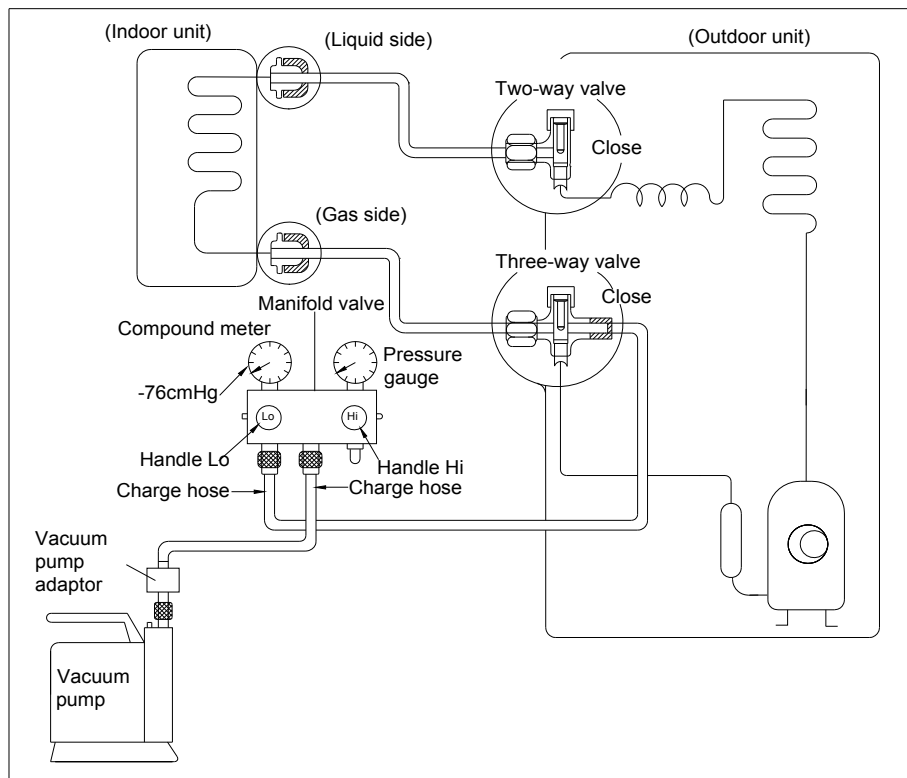 (Indoor unit)
(Liquid side)
(Outdoor unit)
Two-way valve
Close
(Gas side)
Three-way valve
Close
Manifold valve
Compound meter
Pressure
gauge
-76cmHg
Lo
Hi
Handle Lo
Handle Hi
Charge hose
Charge hose
Vacuum
pump
adaptor
Vacuum
pump